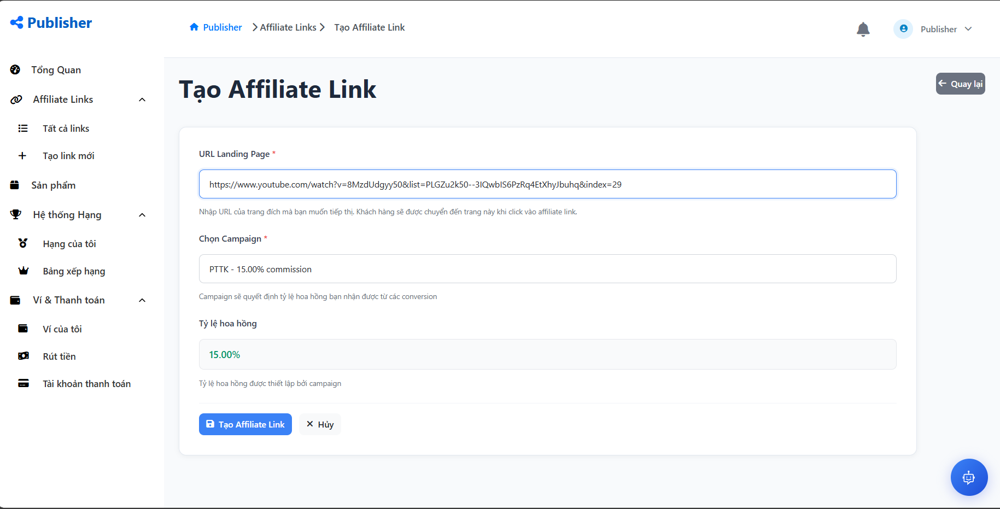 Publisher
Publisher
Affiliate Links
Tạo Affiliate Link
Publisher
Tổng Quan
Affiliate Links
Tất cả links
Tạo link mới
Sản phẩm
Hệ thống Hạng
Hạng của tôi
Bảng xếp hạng
Ví & Thanh toán
Ví của tôi
Rút tiền
Tài khoản thanh toán
Tạo Affiliate Link
Quay lại
URL Landing Page *
https://www.youtube.com/watch?v=8MzdUdgyy50&list=PLGZu2k50--3IQwbIS6PzRq4EtXhyJbuhq&index=29
Nhập URL của trang đích mà bạn muốn tiếp thị. Khách hàng sẽ được chuyển đến trang này khi click vào affiliate link.
Chọn Campaign *
PTTK - 15.00% commission
Campaign sẽ quyết định tỷ lệ hoa hồng bạn nhận được từ các conversion
Tỷ lệ hoa hồng
15.00%
Tỷ lệ hoa hồng được thiết lập bởi campaign
Tạo Affiliate Link
Hủy